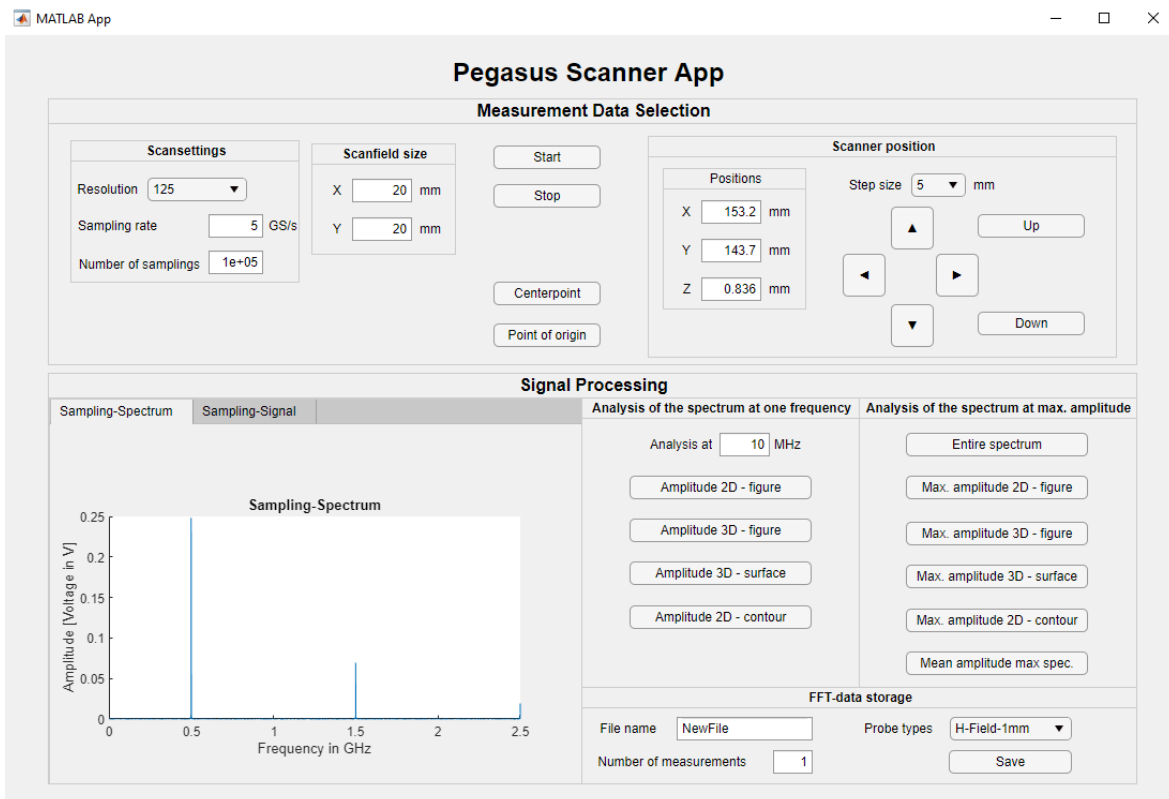 MATLAB App
Pegasus Scanner App
Measurement Data Selection
Scansettings
Resolution 125
Sampling rate 5 GS/s
Number of samplings 1e+05
Scanfield size
X 20 mm
Y 20 mm
Start
Stop
Centerpoint
Point of origin
Scanner position
Positions
X 153.2 mm
Y 143.7 mm
Z 0.836 mm
Step size 5 mm
Up
Down
Signal Processing
Sampling-Spectrum Sampling-Signal
Sampling-Spectrum
Amplitude [Voltage in V]
0.25
0.2
0.15
0.1
0.05
0
0 0.5 1 1.5 2 2.5
Frequency in GHz
Analysis of the spectrum at one frequency
Analysis at 10 MHz
Amplitude 2D - figure
Amplitude 3D - figure
Amplitude 3D - surface
Amplitude 2D - contour
Analysis of the spectrum at max. amplitude
Entire spectrum
Max. amplitude 2D - figure
Max. amplitude 3D - figure
Max. amplitude 3D - surface
Max. amplitude 2D - contour
Mean amplitude max spec.
FFT-data storage
File name NewFile Probe types H-Field-1mm
Number of measurements 1 Save